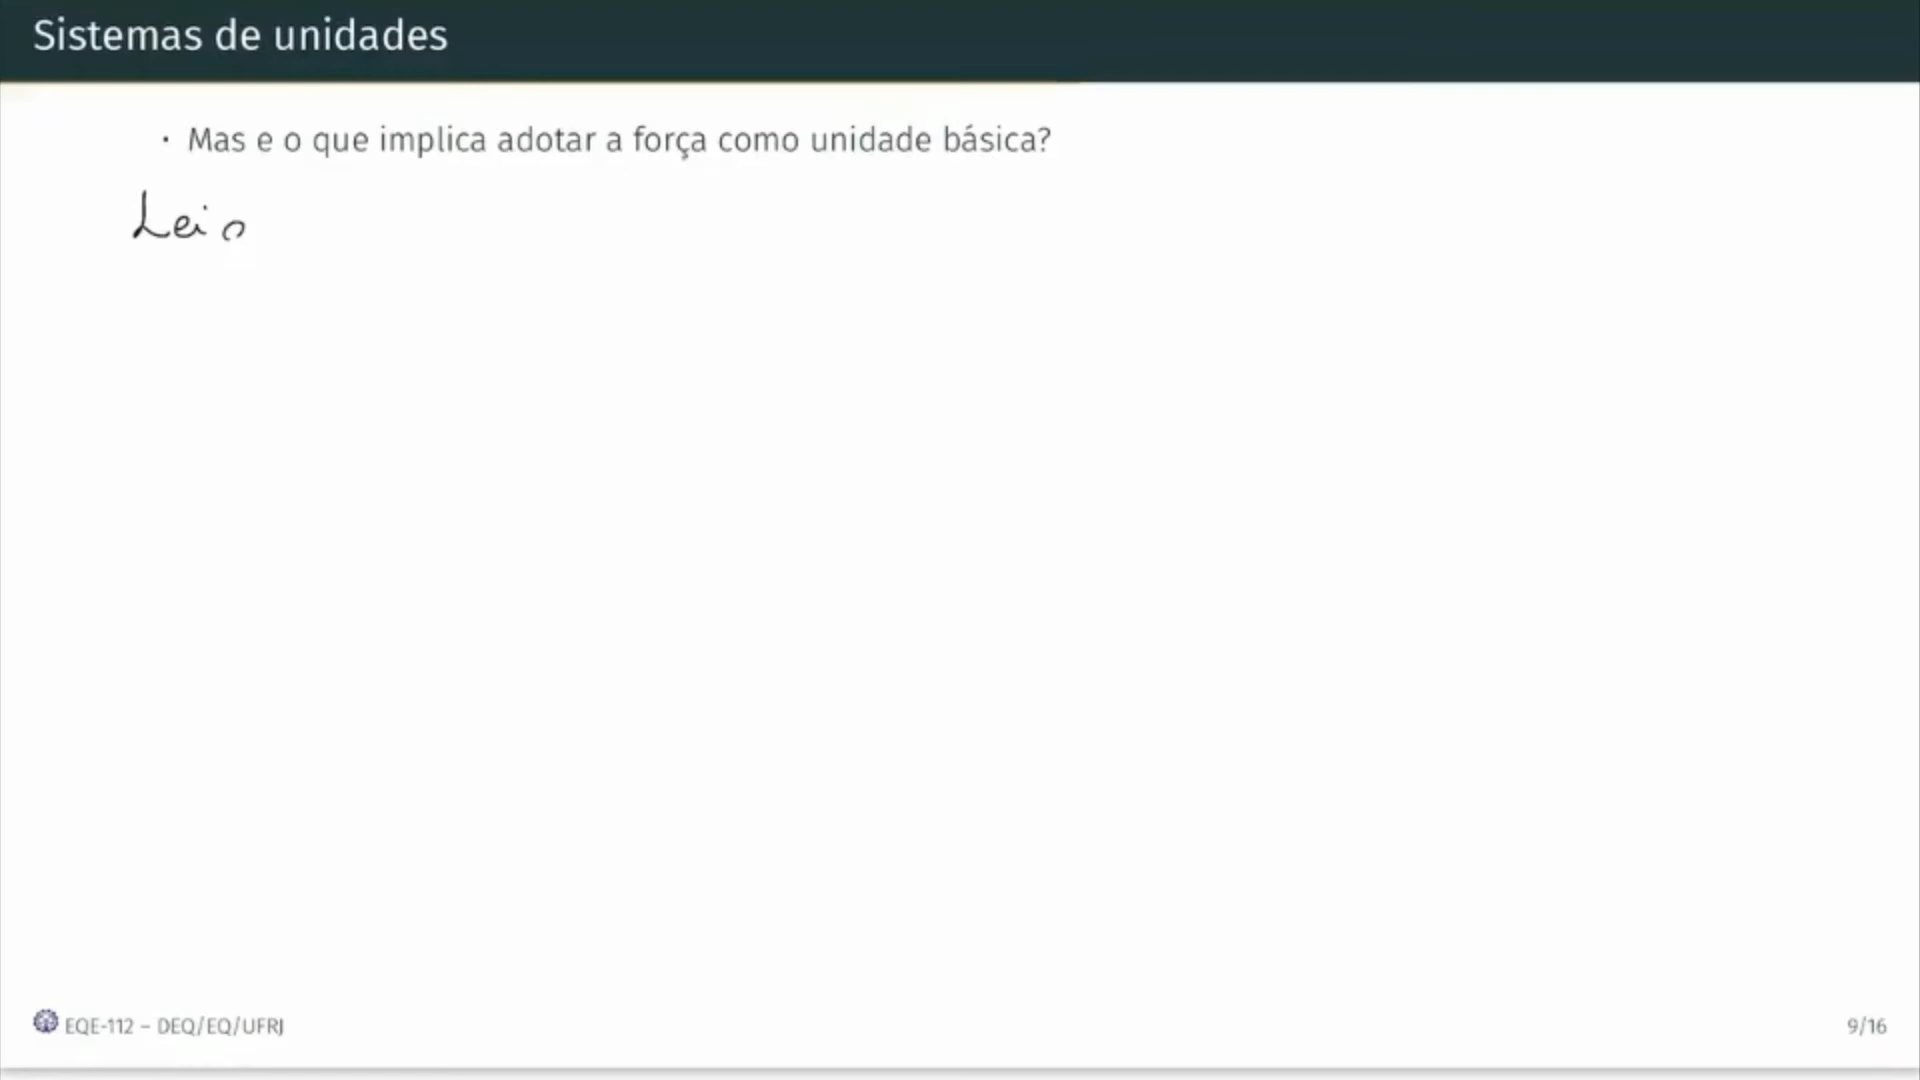 Sistemas de unidades
· Mas e o que implica adotar a força como unidade básica?
Lei
EQE-112 – DEQ/EQ/UFRJ
9/16